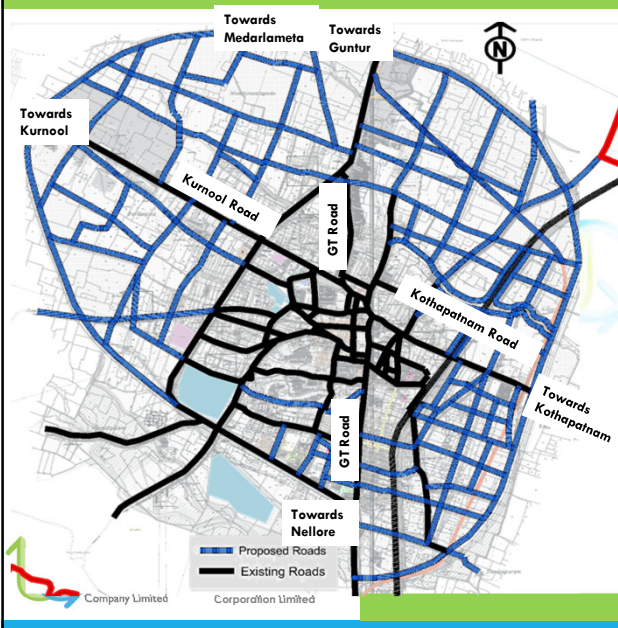 Towards
Medarlameta
Towards
Guntur
N
Towards
Kurnool
Kurnool Road
GT Road
Kothapatnam Road
Towards
Kothapatnam
GT Road
Towards
Nellore
Proposed Roads
Existing Roads
Company Limited
Corporation Limited